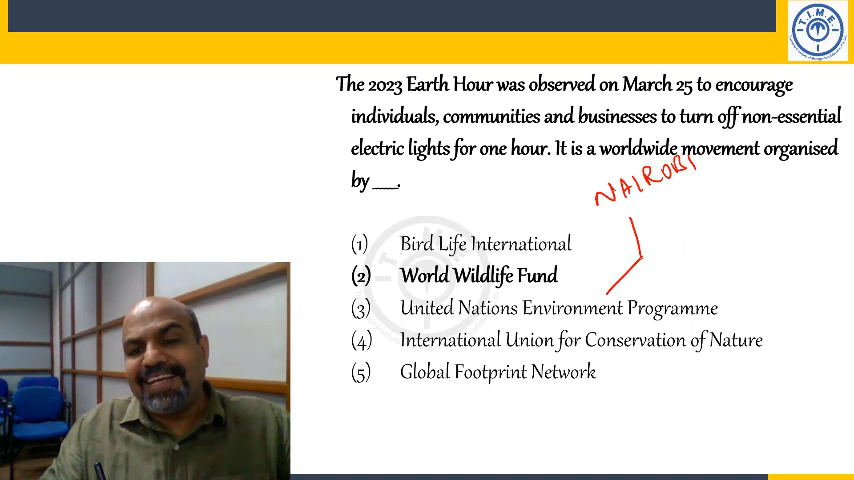 T.I.M.E.
The 2023 Earth Hour was observed on March 25 to encourage
individuals, communities and businesses to turn off non-essential
electric lights for one hour. It is a worldwide movement organised
by ___.
NAIROBI
(1) Bird Life International
(2) World Wildlife Fund
(3) United Nations Environment Programme
(4) International Union for Conservation of Nature
(5) Global Footprint Network